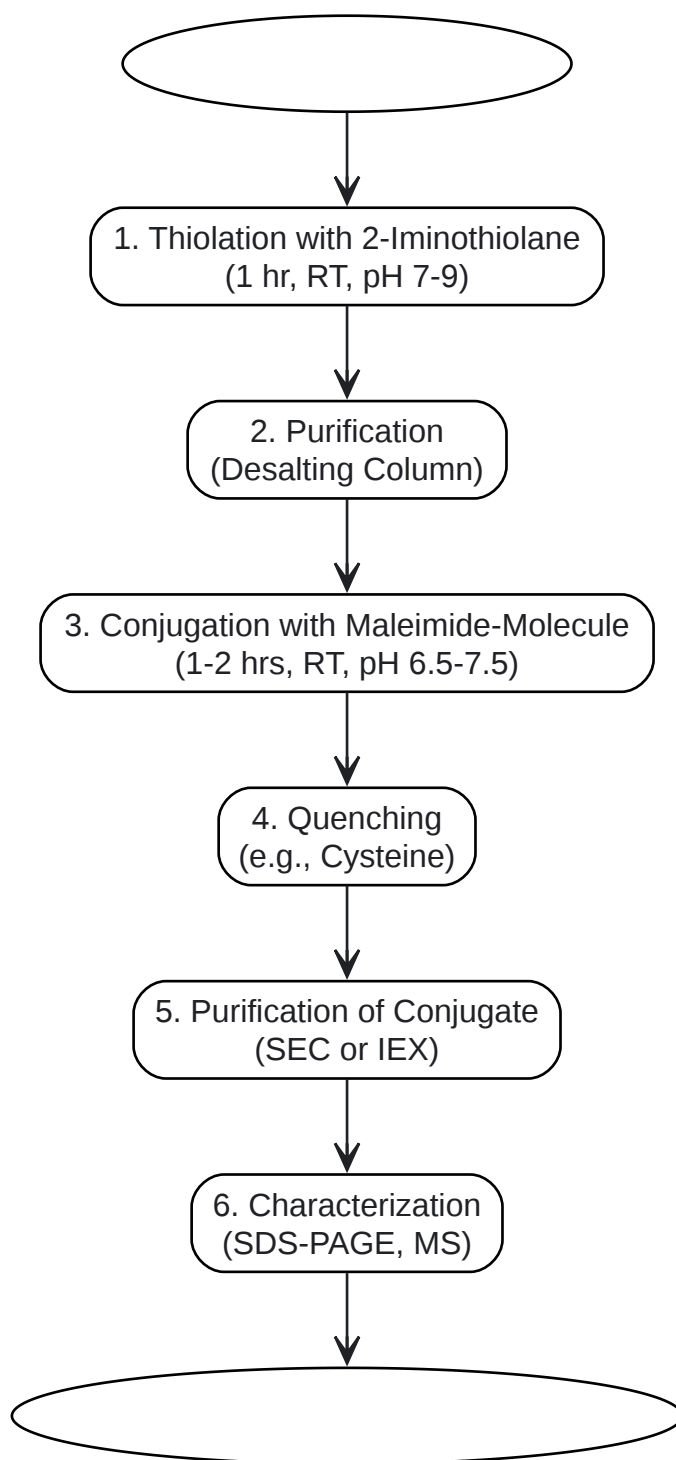 1. Thiolation with 2-Iminothiolane
(1 hr, RT, pH 7-9)
2. Purification
(Desalting Column)
3. Conjugation with Maleimide-Molecule
(1-2 hrs, RT, pH 6.5-7.5)
4. Quenching
(e.g., Cysteine)
5. Purification of Conjugate
(SEC or IEX)
6. Characterization
(SDS-PAGE, MS)